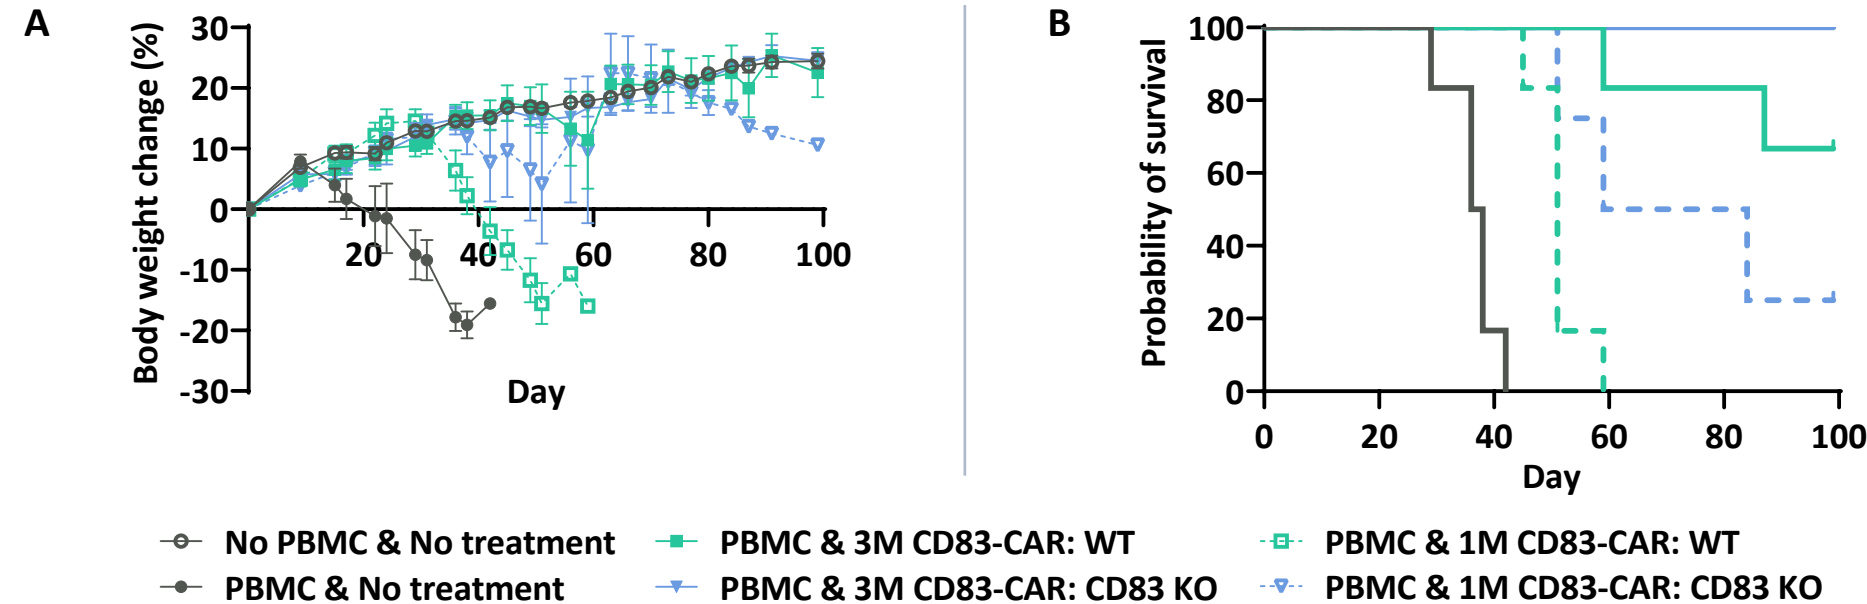 A
Body weight change (%)
30
20
10
0
-10
-20
-30
20
40
60
80
100
Day
B
Probability of survival
100
80
60
40
20
0
0
20
40
60
80
100
Day
No PBMC & No treatment
PBMC & 3M CD83-CAR: WT
PBMC & 1M CD83-CAR: WT
PBMC & No treatment
PBMC & 3M CD83-CAR: CD83 KO
PBMC & 1M CD83-CAR: CD83 KO